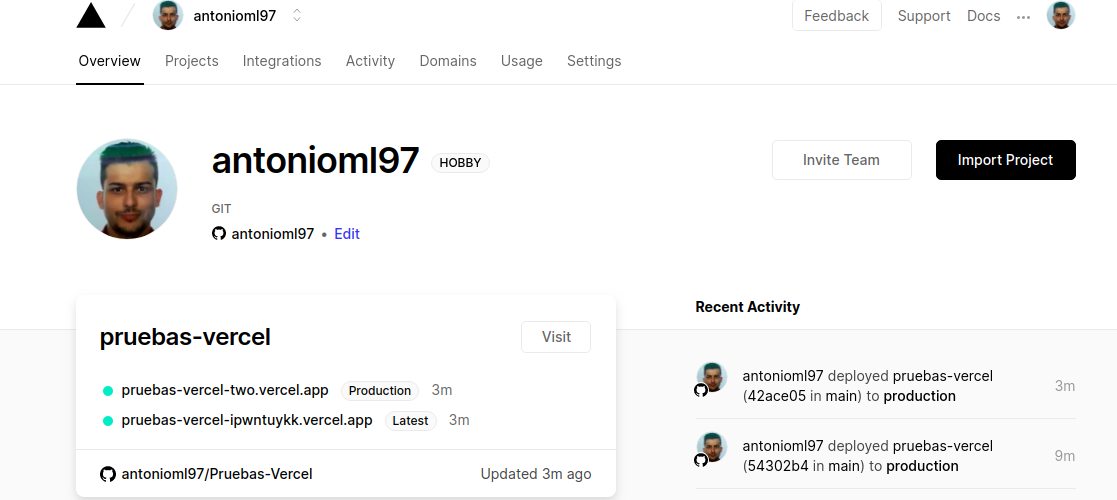 antonioml97
Feedback Support Docs ...
Overview Projects Integrations Activity Domains Usage Settings
antonioml97 HOBBY
Invite Team
Import Project
GIT
antonioml97 • Edit
pruebas-vercel
Visit
pruebas-vercel-two.vercel.app Production 3m
pruebas-vercel-ipwntuykk.vercel.app Latest 3m
antonioml97/Pruebas-Vercel Updated 3m ago
Recent Activity
antonioml97 deployed pruebas-vercel
(42ace05 in main) to production
3m
antonioml97 deployed pruebas-vercel
(54302b4 in main) to production
9m